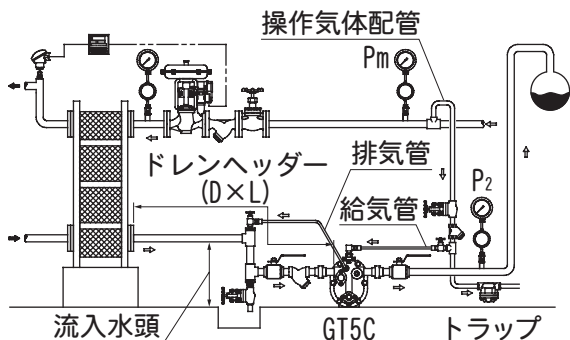 操作気体配管
Pm
ドレンヘッダー
(D×L)
排気管
P2
給気管
流入水頭
GT5C
トラップ